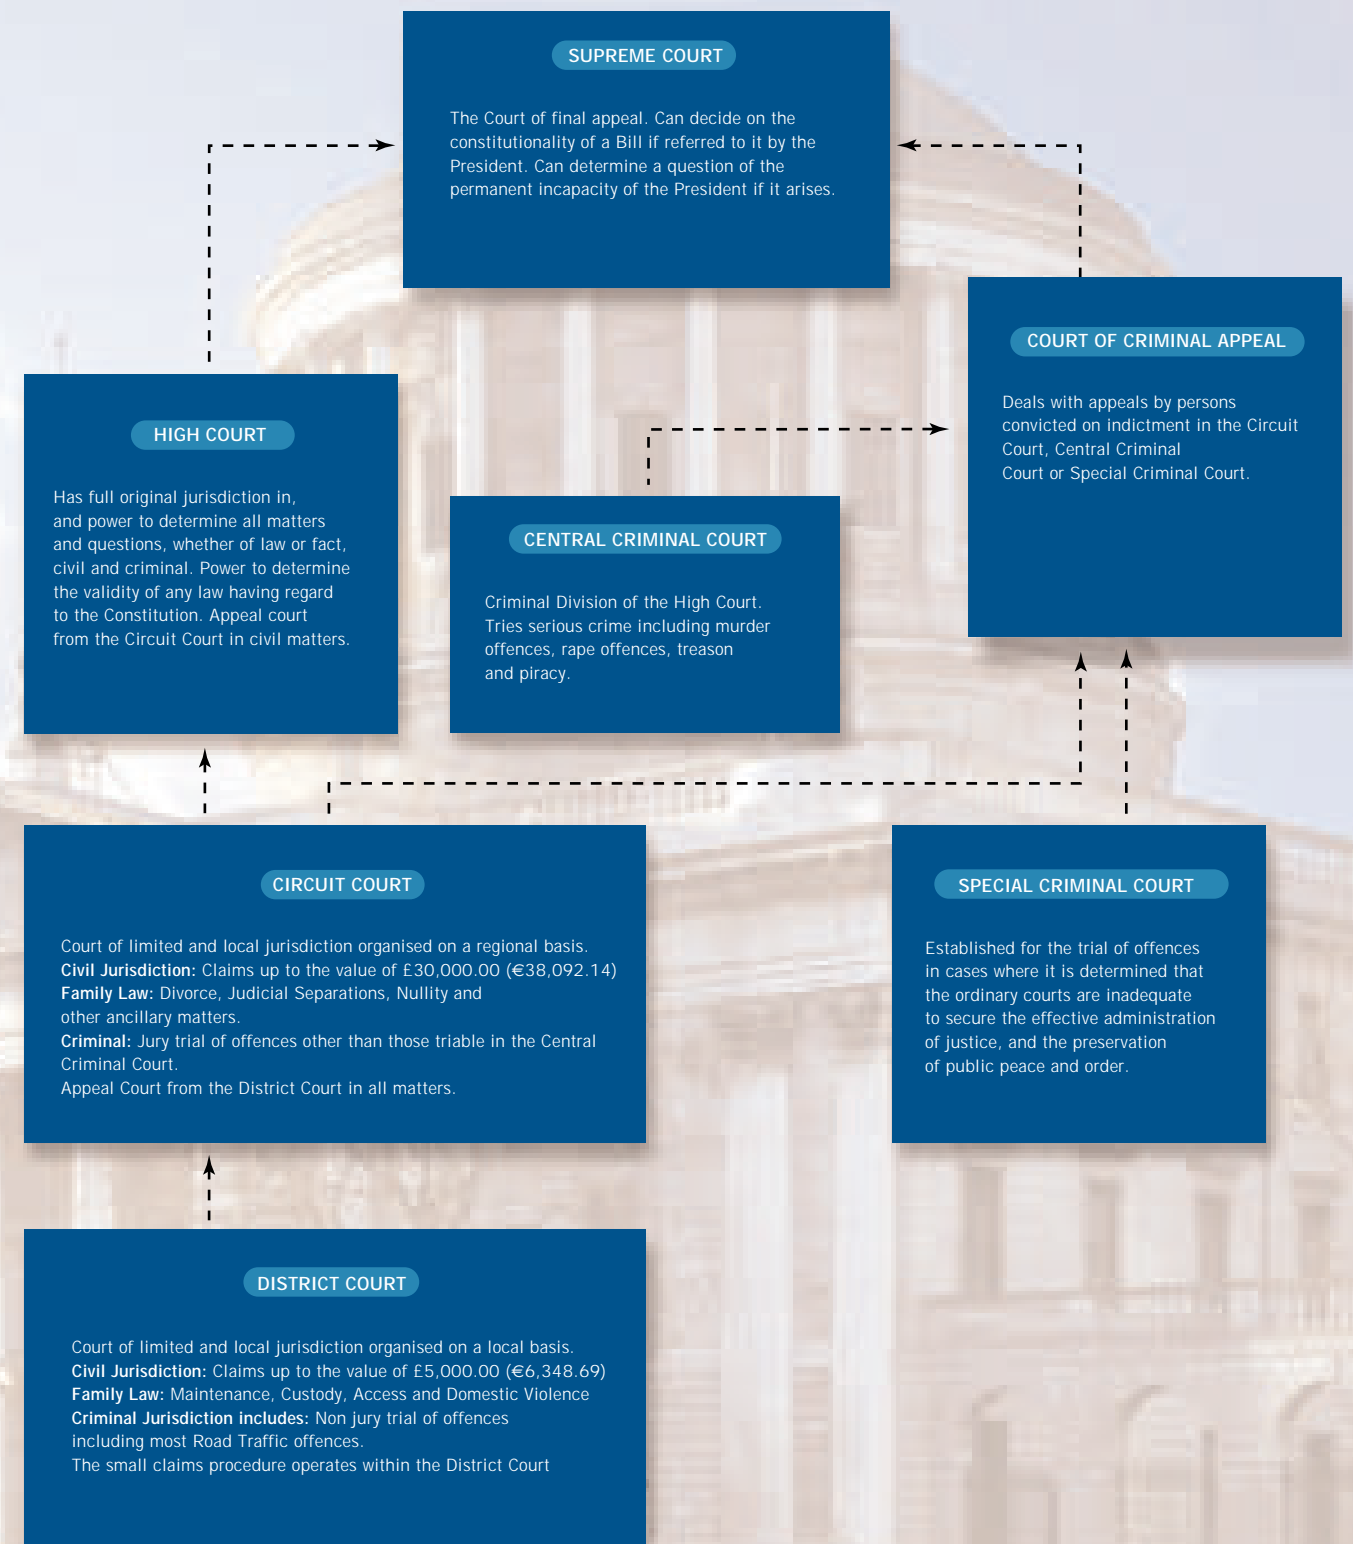 SUPREME COURT
The Court of final appeal. Can decide on the
constitutionality of a Bill if referred to it by the
President. Can determine a question of the
permanent incapacity of the President if it arises.
COURT OF CRIMINAL APPEAL
Deals with appeals by persons
convicted on indictment in the Circuit
Court, Central Criminal
Court or Special Criminal Court.
HIGH COURT
Has full original jurisdiction in,
and power to determine all matters
and questions, whether of law or fact,
civil and criminal. Power to determine
the validity of any law having regard
to the Constitution. Appeal court
from the Circuit Court in civil matters.
CENTRAL CRIMINAL COURT
Criminal Division of the High Court.
Tries serious crime including murder
offences, rape offences, treason
and piracy.
CIRCUIT COURT
Court of limited and local jurisdiction organised on a regional basis.
Civil Jurisdiction: Claims up to the value of £30,000.00 (€38,092.14)
Family Law: Divorce, Judicial Separations, Nullity and
other ancillary matters.
Criminal: Jury trial of offences other than those triable in the Central
Criminal Court.
Appeal Court from the District Court in all matters.
SPECIAL CRIMINAL COURT
Established for the trial of offences
in cases where it is determined that
the ordinary courts are inadequate
to secure the effective administration
of justice, and the preservation
of public peace and order.
DISTRICT COURT
Court of limited and local jurisdiction organised on a local basis.
Civil Jurisdiction: Claims up to the value of £5,000.00 (€6,348.69)
Family Law: Maintenance, Custody, Access and Domestic Violence
Criminal Jurisdiction includes: Non jury trial of offences
including most Road Traffic offences.
The small claims procedure operates within the District Court